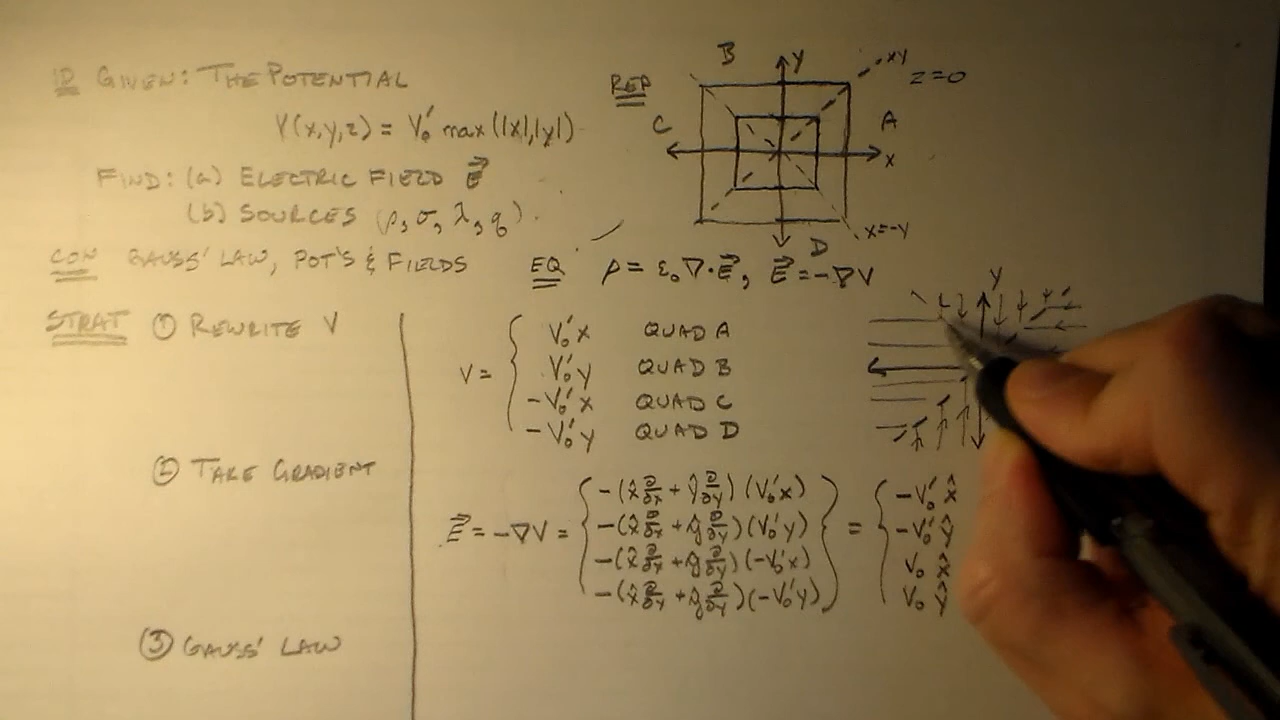 ID GIVEN: THE POTENTIAL
V(x,y,z) = V₀′ max(|x|,|y|)
FIND: (a) ELECTRIC FIELD E⃗
(b) SOURCES (ρ, σ, λ, q).
REP
B
y
xy
z=0
C
A
x
D
x=-y
CON GAUSS' LAW, POT'S & FIELDS
EQ ρ = ε₀ ∇·E⃗, E⃗ = -∇V
STRAT ① REWRITE V
V = { V₀′x QUAD A
V₀′y QUAD B
-V₀′x QUAD C
-V₀′y QUAD D
y
② TAKE GRADIENT
E⃗ = -∇V = { -(x̂ ∂/∂x + ŷ ∂/∂y)(V₀′x) } = { -V₀′ x̂
-(x̂ ∂/∂x + ŷ ∂/∂y)(V₀′y) -V₀′ ŷ
-(x̂ ∂/∂x + ŷ ∂/∂y)(-V₀′x) V₀ x̂
-(x̂ ∂/∂x + ŷ ∂/∂y)(-V₀′y) V₀ ŷ
③ GAUSS' LAW